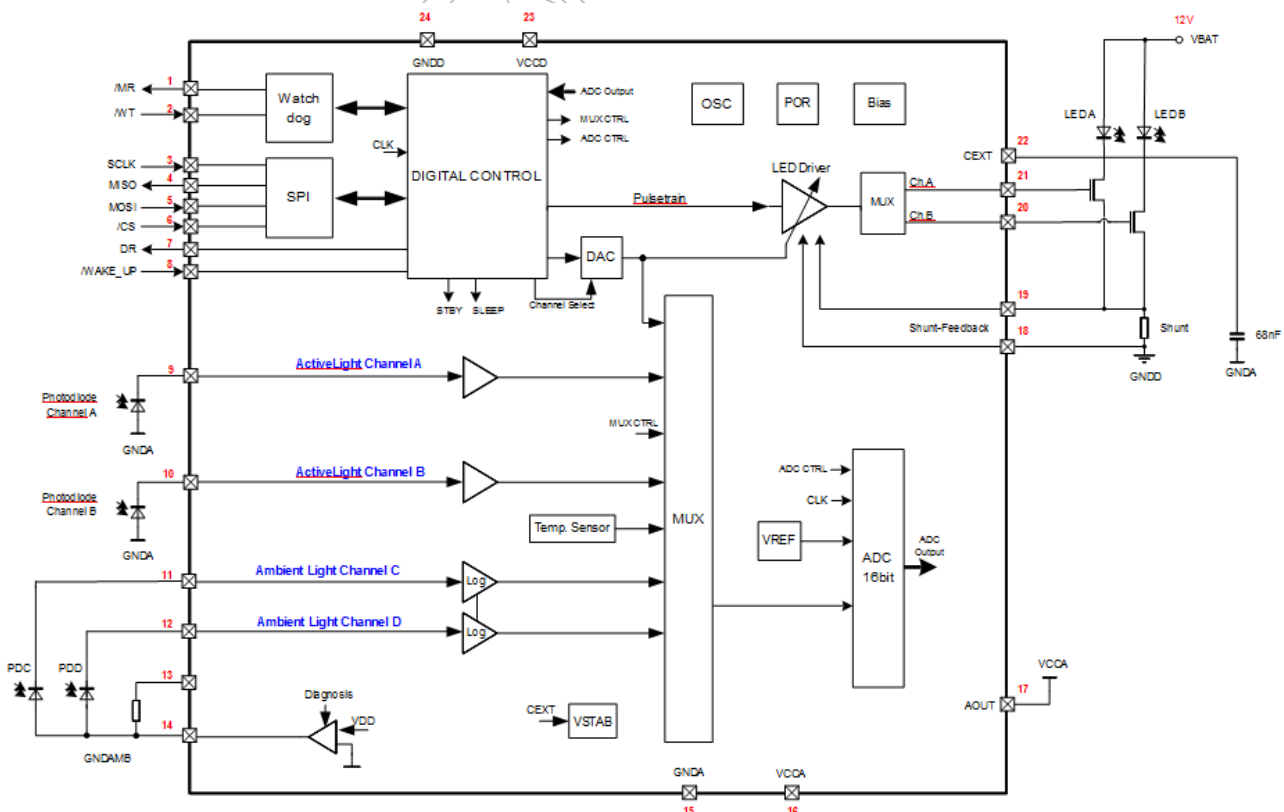 24
23
12V
GNDD
VCCD
VBAT
/MR
1
/WT
2
Watch
dog
SCLK
3
MISO
4
MOSI
5
/CS
6
SPI
DR
7
/WAKE_UP
8
CLK
DIGITAL CONTROL
ADC Output
MUX CTRL
ADC CTRL
OSC
POR
Bias
LEDA
LEDB
CEXT
22
LED Driver
Pulsetrain
MUX
Ch.A
21
Ch.B
20
DAC
STBY
SLEEP
Channel Select
19
Shunt-Feedback
18
Shunt
68nF
GNDD
GNDA
9
ActiveLight Channel A
Photodiode
Channel A
GNDA
MUX CTRL
10
ActiveLight Channel B
Photodiode
Channel B
GNDA
Temp. Sensor
MUX
ADC CTRL
CLK
VREF
ADC
16bit
ADC
Output
11
Ambient Light Channel C
Log
12
Ambient Light Channel D
Log
PDC
PDD
13
14
GNDAMB
Diagnosis
VDD
CEXT
VSTAB
VCCA
17
AOUT
GNDA
VCCA
15
16